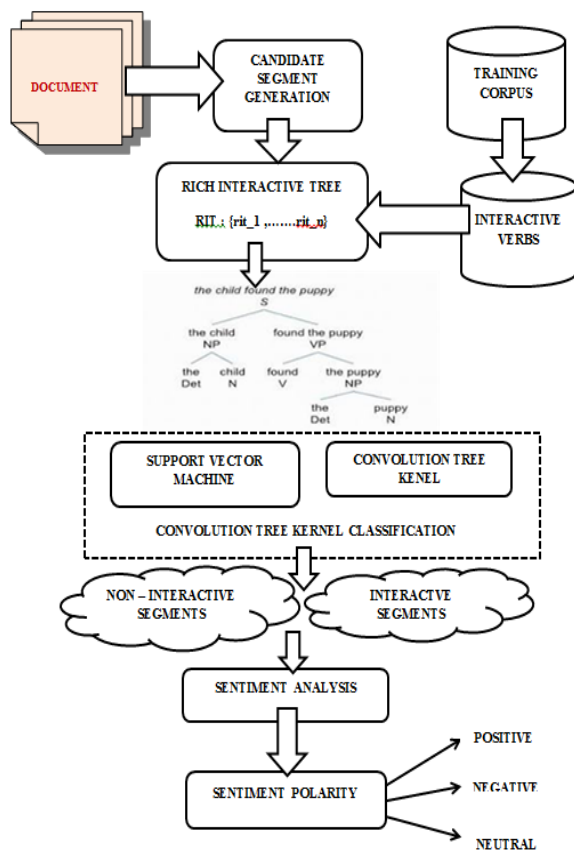 DOCUMENT
CANDIDATE
SEGMENT
GENERATION
TRAINING
CORPUS
RICH INTERACTIVE TREE
RIT : {rit_1 ,.......rit_n}
INTERACTIVE
VERBS
the child found the puppy
S
the child
NP
found the puppy
VP
the
Det
child
N
found
V
the puppy
NP
the
Det
puppy
N
SUPPORT VECTOR
MACHINE
CONVOLUTION TREE
KENEL
CONVOLUTION TREE KERNEL CLASSIFICATION
NON – INTERACTIVE
SEGMENTS
INTERACTIVE
SEGMENTS
SENTIMENT ANALYSIS
SENTIMENT POLARITY
POSITIVE
NEGATIVE
NEUTRAL